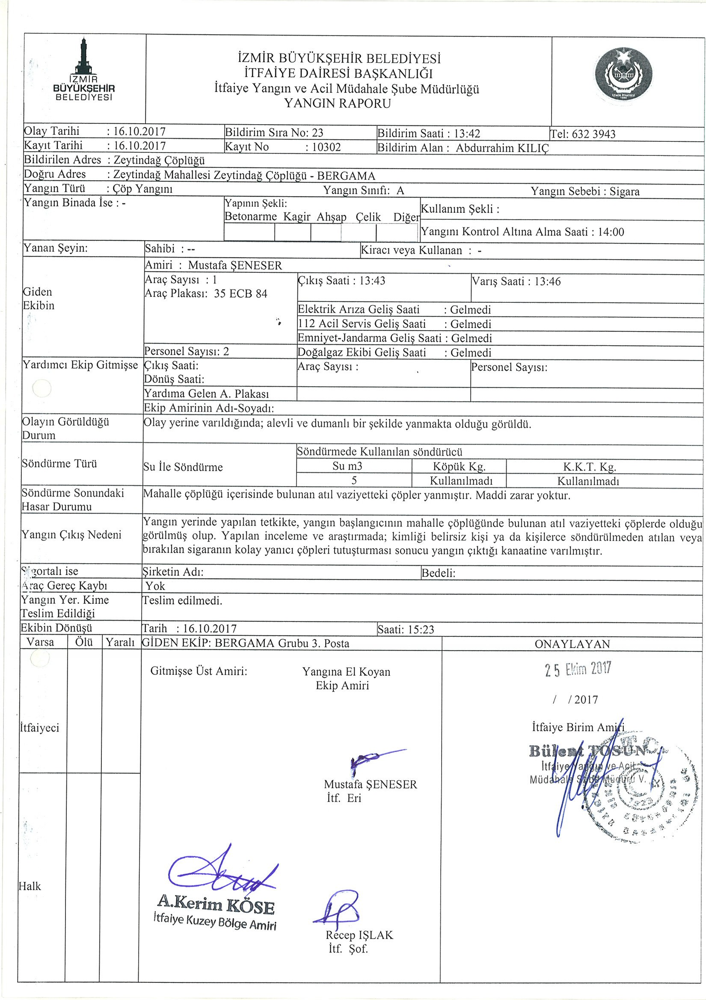 İZMİR
BÜYÜKŞEHİR
BELEDİYESİ
İZMİR BÜYÜKŞEHİR BELEDİYESİ
İTFAİYE DAİRESİ BAŞKANLIĞI
İtfaiye Yangın ve Acil Müdahale Şube Müdürlüğü
YANGIN RAPORU
İZMİR İTFAİYESİ
Olay Tarihi : 16.10.2017 Bildirim Sıra No: 23 Bildirim Saati : 13:42 Tel: 632 3943
Kayıt Tarihi : 16.10.2017 Kayıt No : 10302 Bildirim Alan : Abdurrahim KILIÇ
Bildirilen Adres : Zeytindağ Çöplüğü
Doğru Adres : Zeytindağ Mahallesi Zeytindağ Çöplüğü - BERGAMA
Yangın Türü : Çöp Yangını Yangın Sınıfı: A Yangın Sebebi : Sigara
Yangın Binada İse : - Yapının Şekli: Kullanım Şekli :
Betonarme Kagir Ahşap Çelik Diğer
Yangını Kontrol Altına Alma Saati : 14:00
Yanan Şeyin: Sahibi : -- Kiracı veya Kullanan : -
Giden
Ekibin
Amiri : Mustafa ŞENESER
Araç Sayısı : 1 Çıkış Saati : 13:43 Varış Saati : 13:46
Araç Plakası: 35 ECB 84
Elektrik Arıza Geliş Saati : Gelmedi
112 Acil Servis Geliş Saati : Gelmedi
Emniyet-Jandarma Geliş Saati : Gelmedi
Personel Sayısı: 2 Doğalgaz Ekibi Geliş Saati : Gelmedi
Yardımcı Ekip Gitmişse Çıkış Saati: Araç Sayısı : Personel Sayısı:
Dönüş Saati:
Yardıma Gelen A. Plakası
Ekip Amirinin Adı-Soyadı:
Olayın Görüldüğü
Durum
Olay yerine varıldığında; alevli ve dumanlı bir şekilde yanmakta olduğu görüldü.
Söndürme Türü Su İle Söndürme
Söndürmede Kullanılan söndürücü
Su m3 Köpük Kg. K.K.T. Kg.
5 Kullanılmadı Kullanılmadı
Söndürme Sonundaki
Hasar Durumu
Mahalle çöplüğü içerisinde bulunan atıl vaziyetteki çöpler yanmıştır. Maddi zarar yoktur.
Yangın Çıkış Nedeni
Yangın yerinde yapılan tetkikte, yangın başlangıcının mahalle çöplüğünde bulunan atıl vaziyetteki çöplerde olduğu
görülmüş olup. Yapılan inceleme ve araştırmada; kimliği belirsiz kişi ya da kişilerce söndürülmeden atılan veya
bırakılan sigaranın kolay yanıcı çöpleri tutuşturması sonucu yangın çıktığı kanaatine varılmıştır.
Sigortalı ise Şirketin Adı: Bedeli:
Araç Gereç Kaybı Yok
Yangın Yer. Kime
Teslim Edildiği
Teslim edilmedi.
Ekibin Dönüşü Tarih : 16.10.2017 Saati: 15:23
Varsa Ölü Yaralı GİDEN EKİP: BERGAMA Grubu 3. Posta ONAYLAYAN
Gitmişse Üst Amiri: Yangına El Koyan
Ekip Amiri
25 Ekim 2017
/ / 2017
İtfaiyeci
İtfaiye Birim Amiri
Bülent TOSUN
İtfaiye Yangın ve Acil
Müdahale Şube Müdürü V.
T.C.
Mustafa ŞENESER
İtf. Eri
Halk
A.Kerim KÖSE
İtfaiye Kuzey Bölge Amiri
Recep IŞLAK
İtf. Şof.